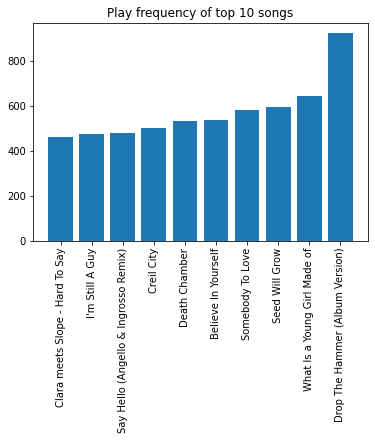 Play frequency of top 10 songs
800
600
400
200
0
Clara meets Slope - Hard To Say
I'm Still A Guy
Say Hello (Angello & Ingrosso Remix)
Creil City
Death Chamber
Believe In Yourself
Somebody To Love
Seed Will Grow
What Is a Young Girl Made of
Drop The Hammer (Album Version)